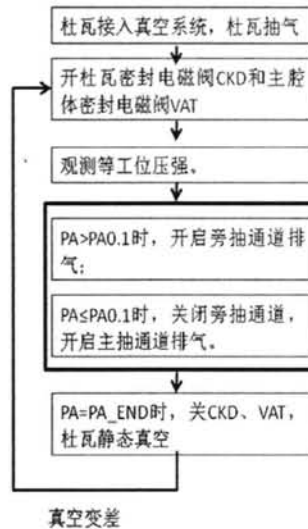 杜瓦接入真空系统，杜瓦抽气
开杜瓦密封电磁阀CKD和主腔
体密封电磁阀VAT
观测等工位压强。
PA>PA0.1时，开启旁抽通道排
气；
PA≤PA0.1时，关闭旁抽通道，
开启主抽通道排气。
PA=PA_END时，关CKD、VAT，
杜瓦静态真空
真空变差